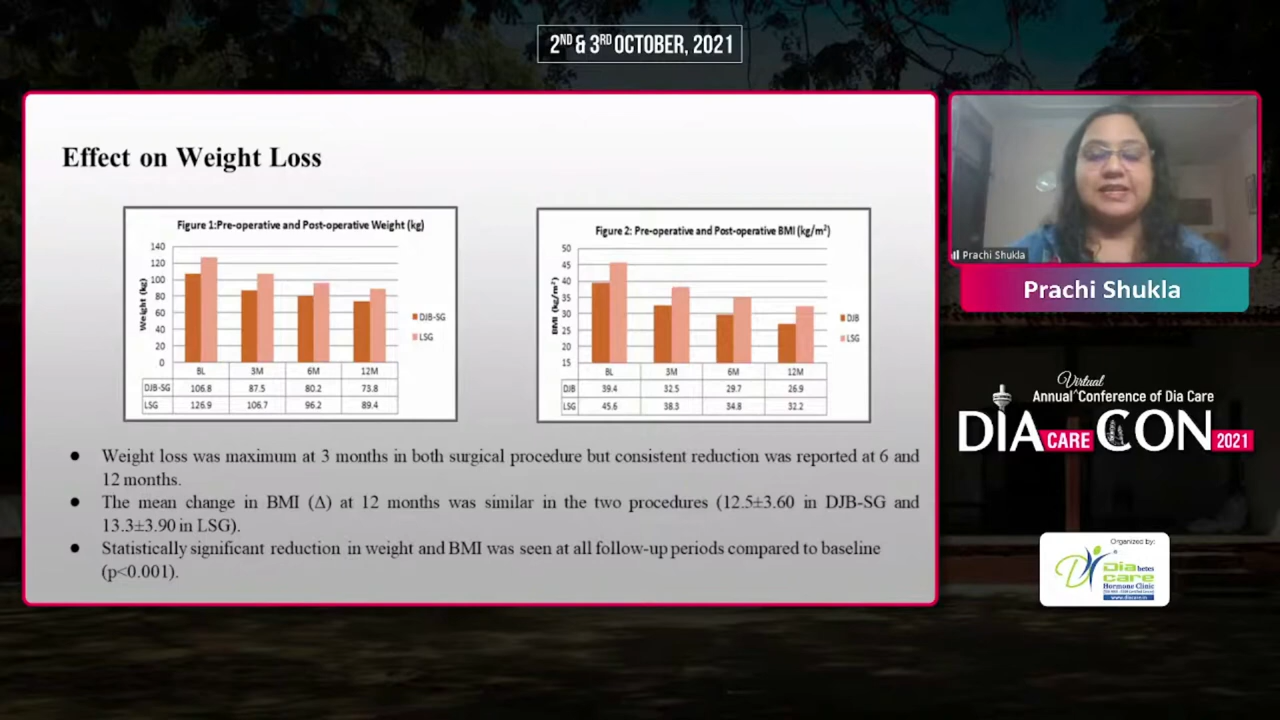 2ND & 3RD OCTOBER, 2021
Effect on Weight Loss
Figure 1:Pre-operative and Post-operative Weight (kg)
140
120
100
80
60
40
20
0
Weight (kg)
BL 3M 6M 12M
DJB-SG 106.8 87.5 80.2 73.8
LSG 126.9 106.7 96.2 89.4
DJB-SG
LSG
Figure 2: Pre-operative and Post-operative BMI (kg/m²)
50
45
40
35
30
25
20
15
BMI (kg/m²)
BL 3M 6M 12M
DJB 39.4 32.5 29.7 26.9
LSG 45.6 38.3 34.8 32.2
DJB
LSG
● Weight loss was maximum at 3 months in both surgical procedure but consistent reduction was reported at 6 and
12 months.
● The mean change in BMI (Δ) at 12 months was similar in the two procedures (12.5±3.60 in DJB-SG and
13.3±3.90 in LSG).
● Statistically significant reduction in weight and BMI was seen at all follow-up periods compared to baseline
(p<0.001).
Prachi Shukla
Prachi Shukla
Virtual
Annual Conference of Dia Care
DIA CARE CON 2021
Organized by:
Diabetes
care
Hormone Clinic
www.diacare.in